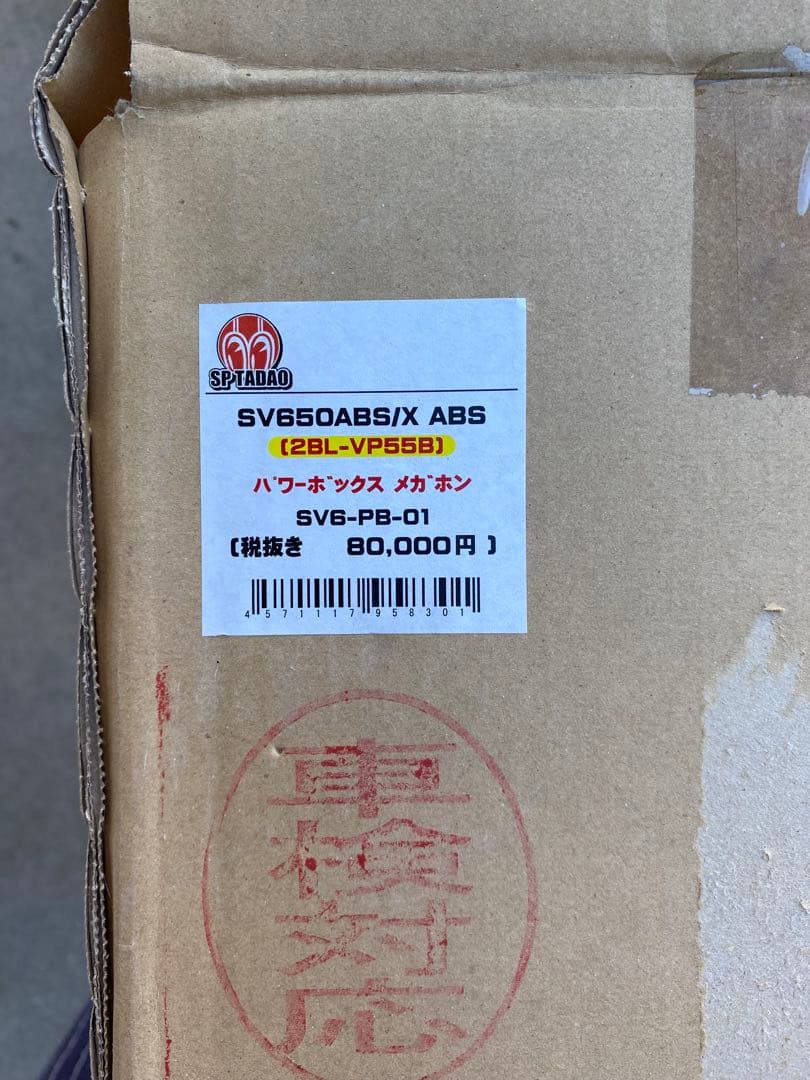 SP TADAO
SV650ABS/X ABS
(2BL-VP55B)
パワーボックス メガホン
SV6-PB-01
(税抜き 80,000円 )
4571117958301
車検対応